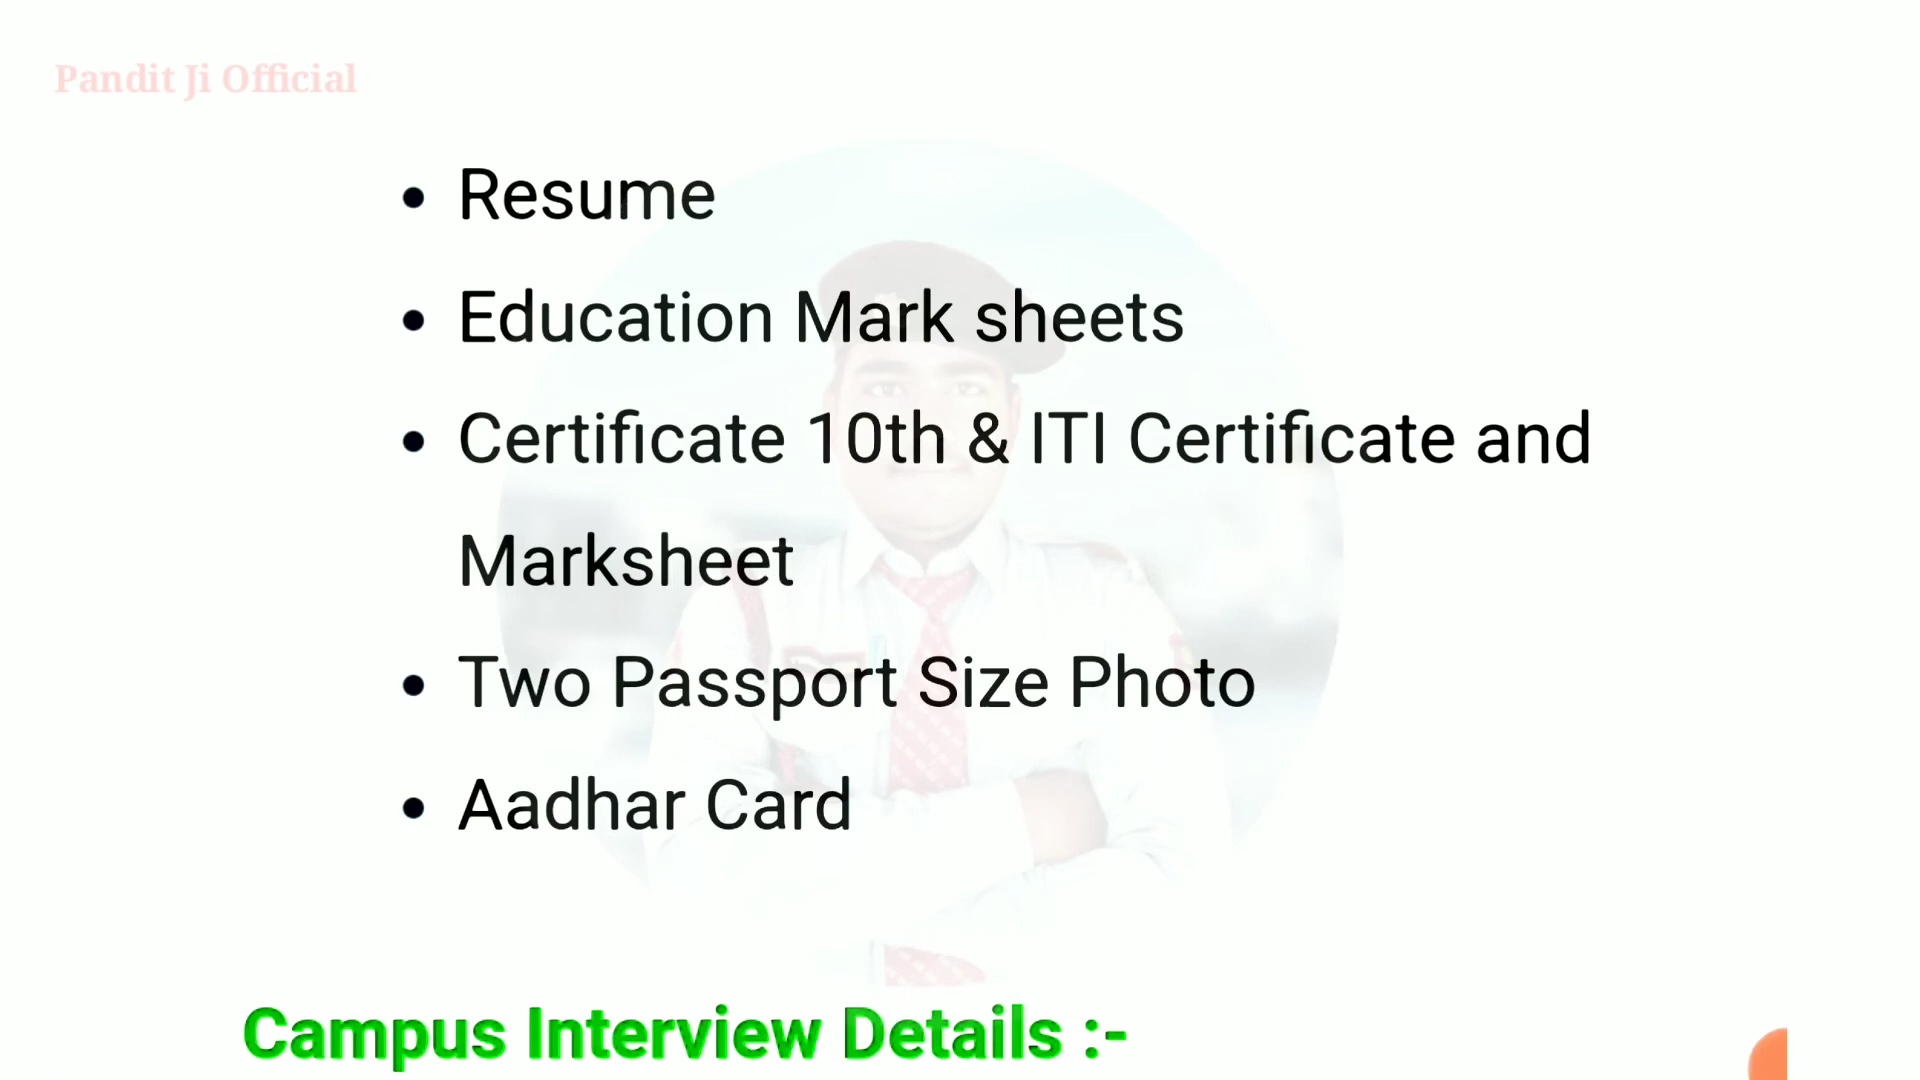 Pandit Ji Official
• Resume
• Education Mark sheets
• Certificate 10th & ITI Certificate and
Marksheet
• Two Passport Size Photo
• Aadhar Card
Campus Interview Details :-